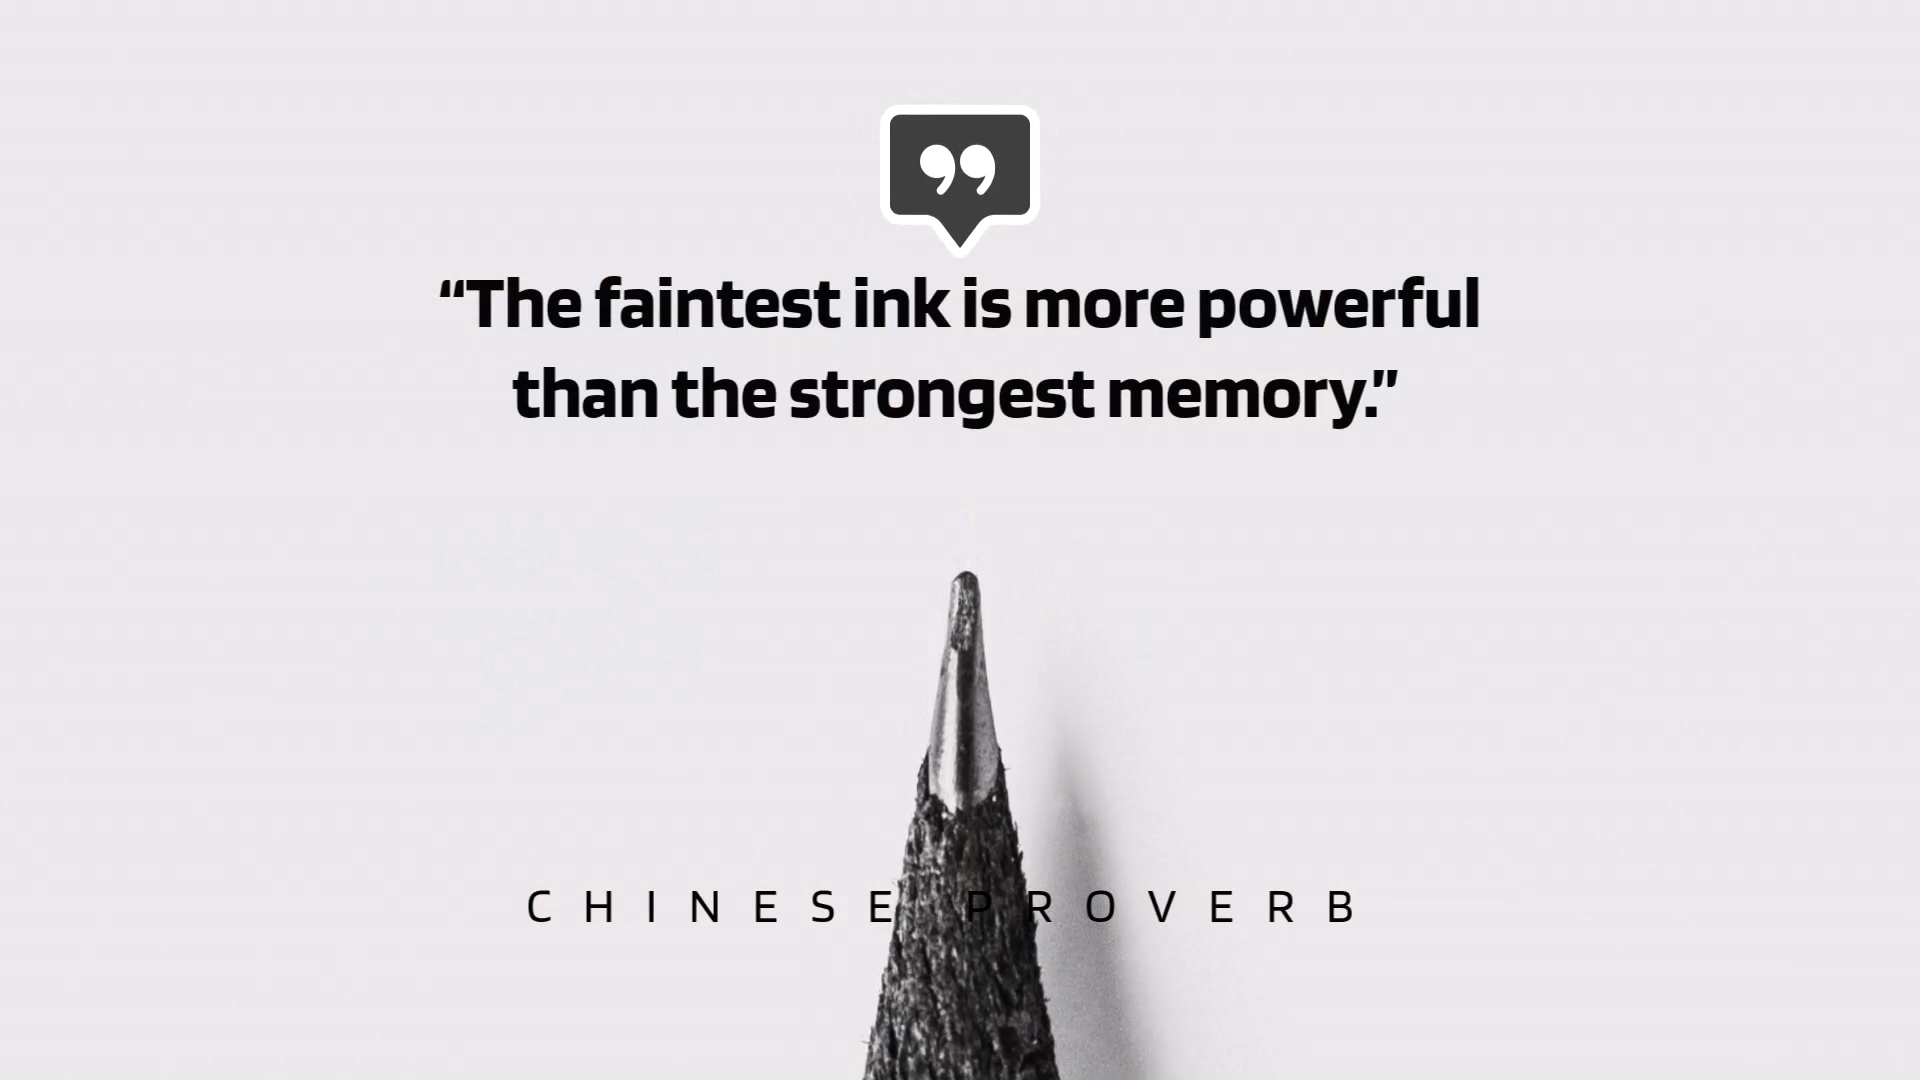 “The faintest ink is more powerful
than the strongest memory.”
CHINESE PROVERB